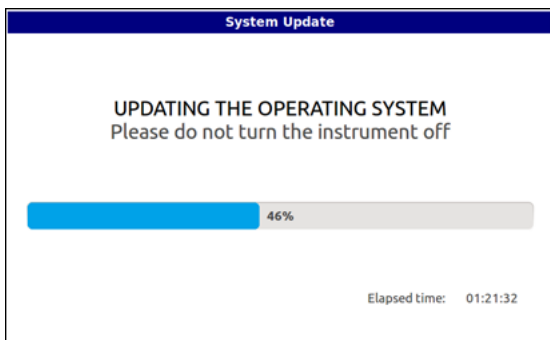 System Update
UPDATING THE OPERATING SYSTEM
Please do not turn the instrument off
46%
Elapsed time: 01:21:32